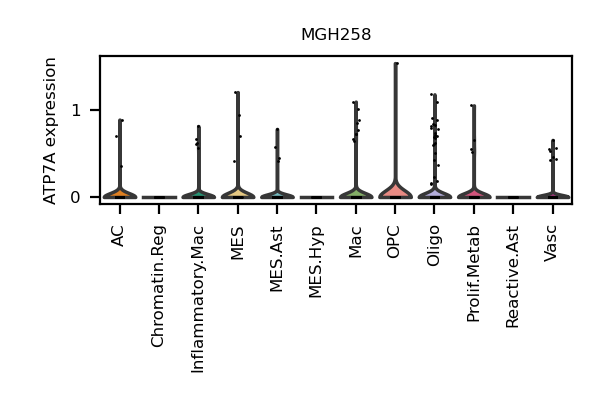 MGH258
ATP7A expression
1
0
AC
Chromatin.Reg
Inflammatory.Mac
MES
MES.Ast
MES.Hyp
Mac
OPC
Oligo
Prolif.Metab
Reactive.Ast
Vasc